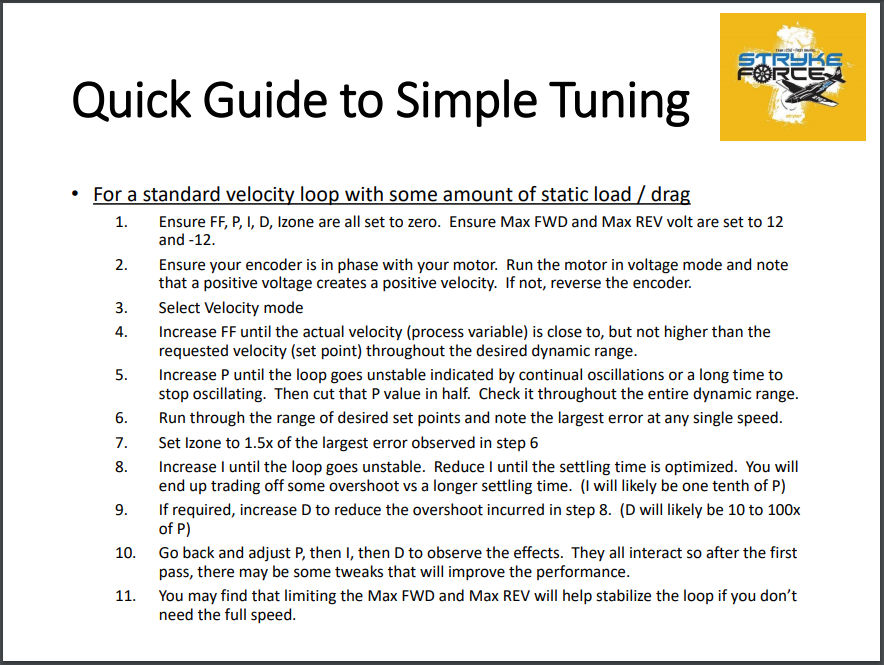 STRYKE
FORCE
Quick Guide to Simple Tuning
• For a standard velocity loop with some amount of static load / drag
1. Ensure FF, P, I, D, Izone are all set to zero. Ensure Max FWD and Max REV volt are set to 12
and -12.
2. Ensure your encoder is in phase with your motor. Run the motor in voltage mode and note
that a positive voltage creates a positive velocity. If not, reverse the encoder.
3. Select Velocity mode
4. Increase FF until the actual velocity (process variable) is close to, but not higher than the
requested velocity (set point) throughout the desired dynamic range.
5. Increase P until the loop goes unstable indicated by continual oscillations or a long time to
stop oscillating. Then cut that P value in half. Check it throughout the entire dynamic range.
6. Run through the range of desired set points and note the largest error at any single speed.
7. Set Izone to 1.5x of the largest error observed in step 6
8. Increase I until the loop goes unstable. Reduce I until the settling time is optimized. You will
end up trading off some overshoot vs a longer settling time. (I will likely be one tenth of P)
9. If required, increase D to reduce the overshoot incurred in step 8. (D will likely be 10 to 100x
of P)
10. Go back and adjust P, then I, then D to observe the effects. They all interact so after the first
pass, there may be some tweaks that will improve the performance.
11. You may find that limiting the Max FWD and Max REV will help stabilize the loop if you don’t
need the full speed.